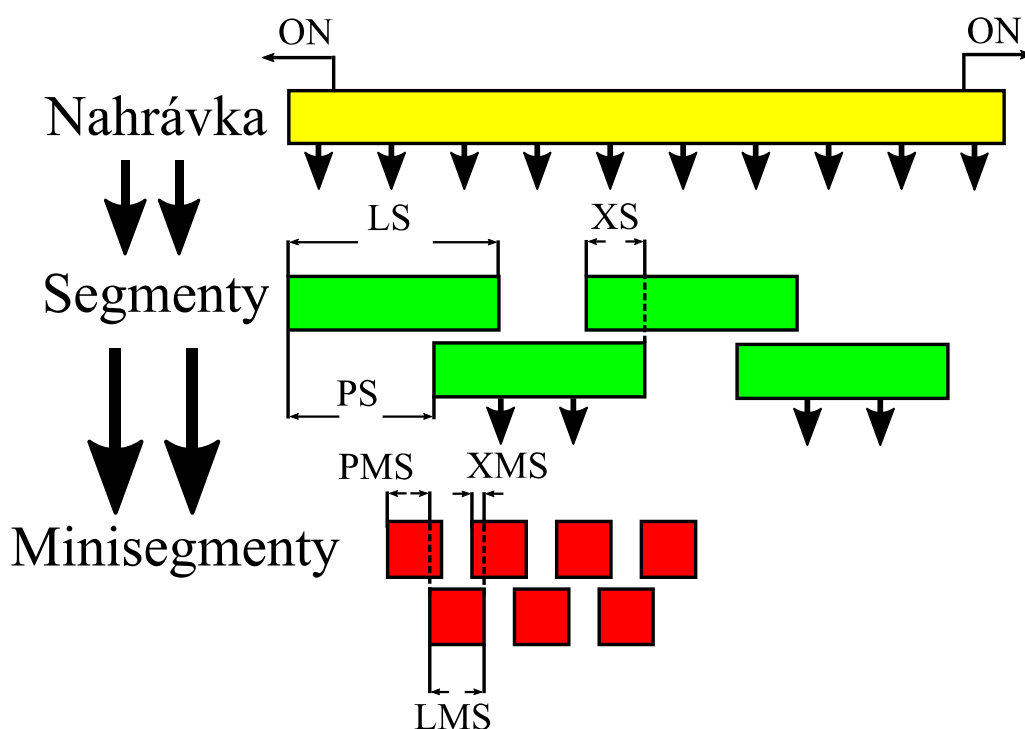 ON
ON
Nahrávka
LS
XS
Segmenty
PS
PMS
XMS
Minisegmenty
LMS